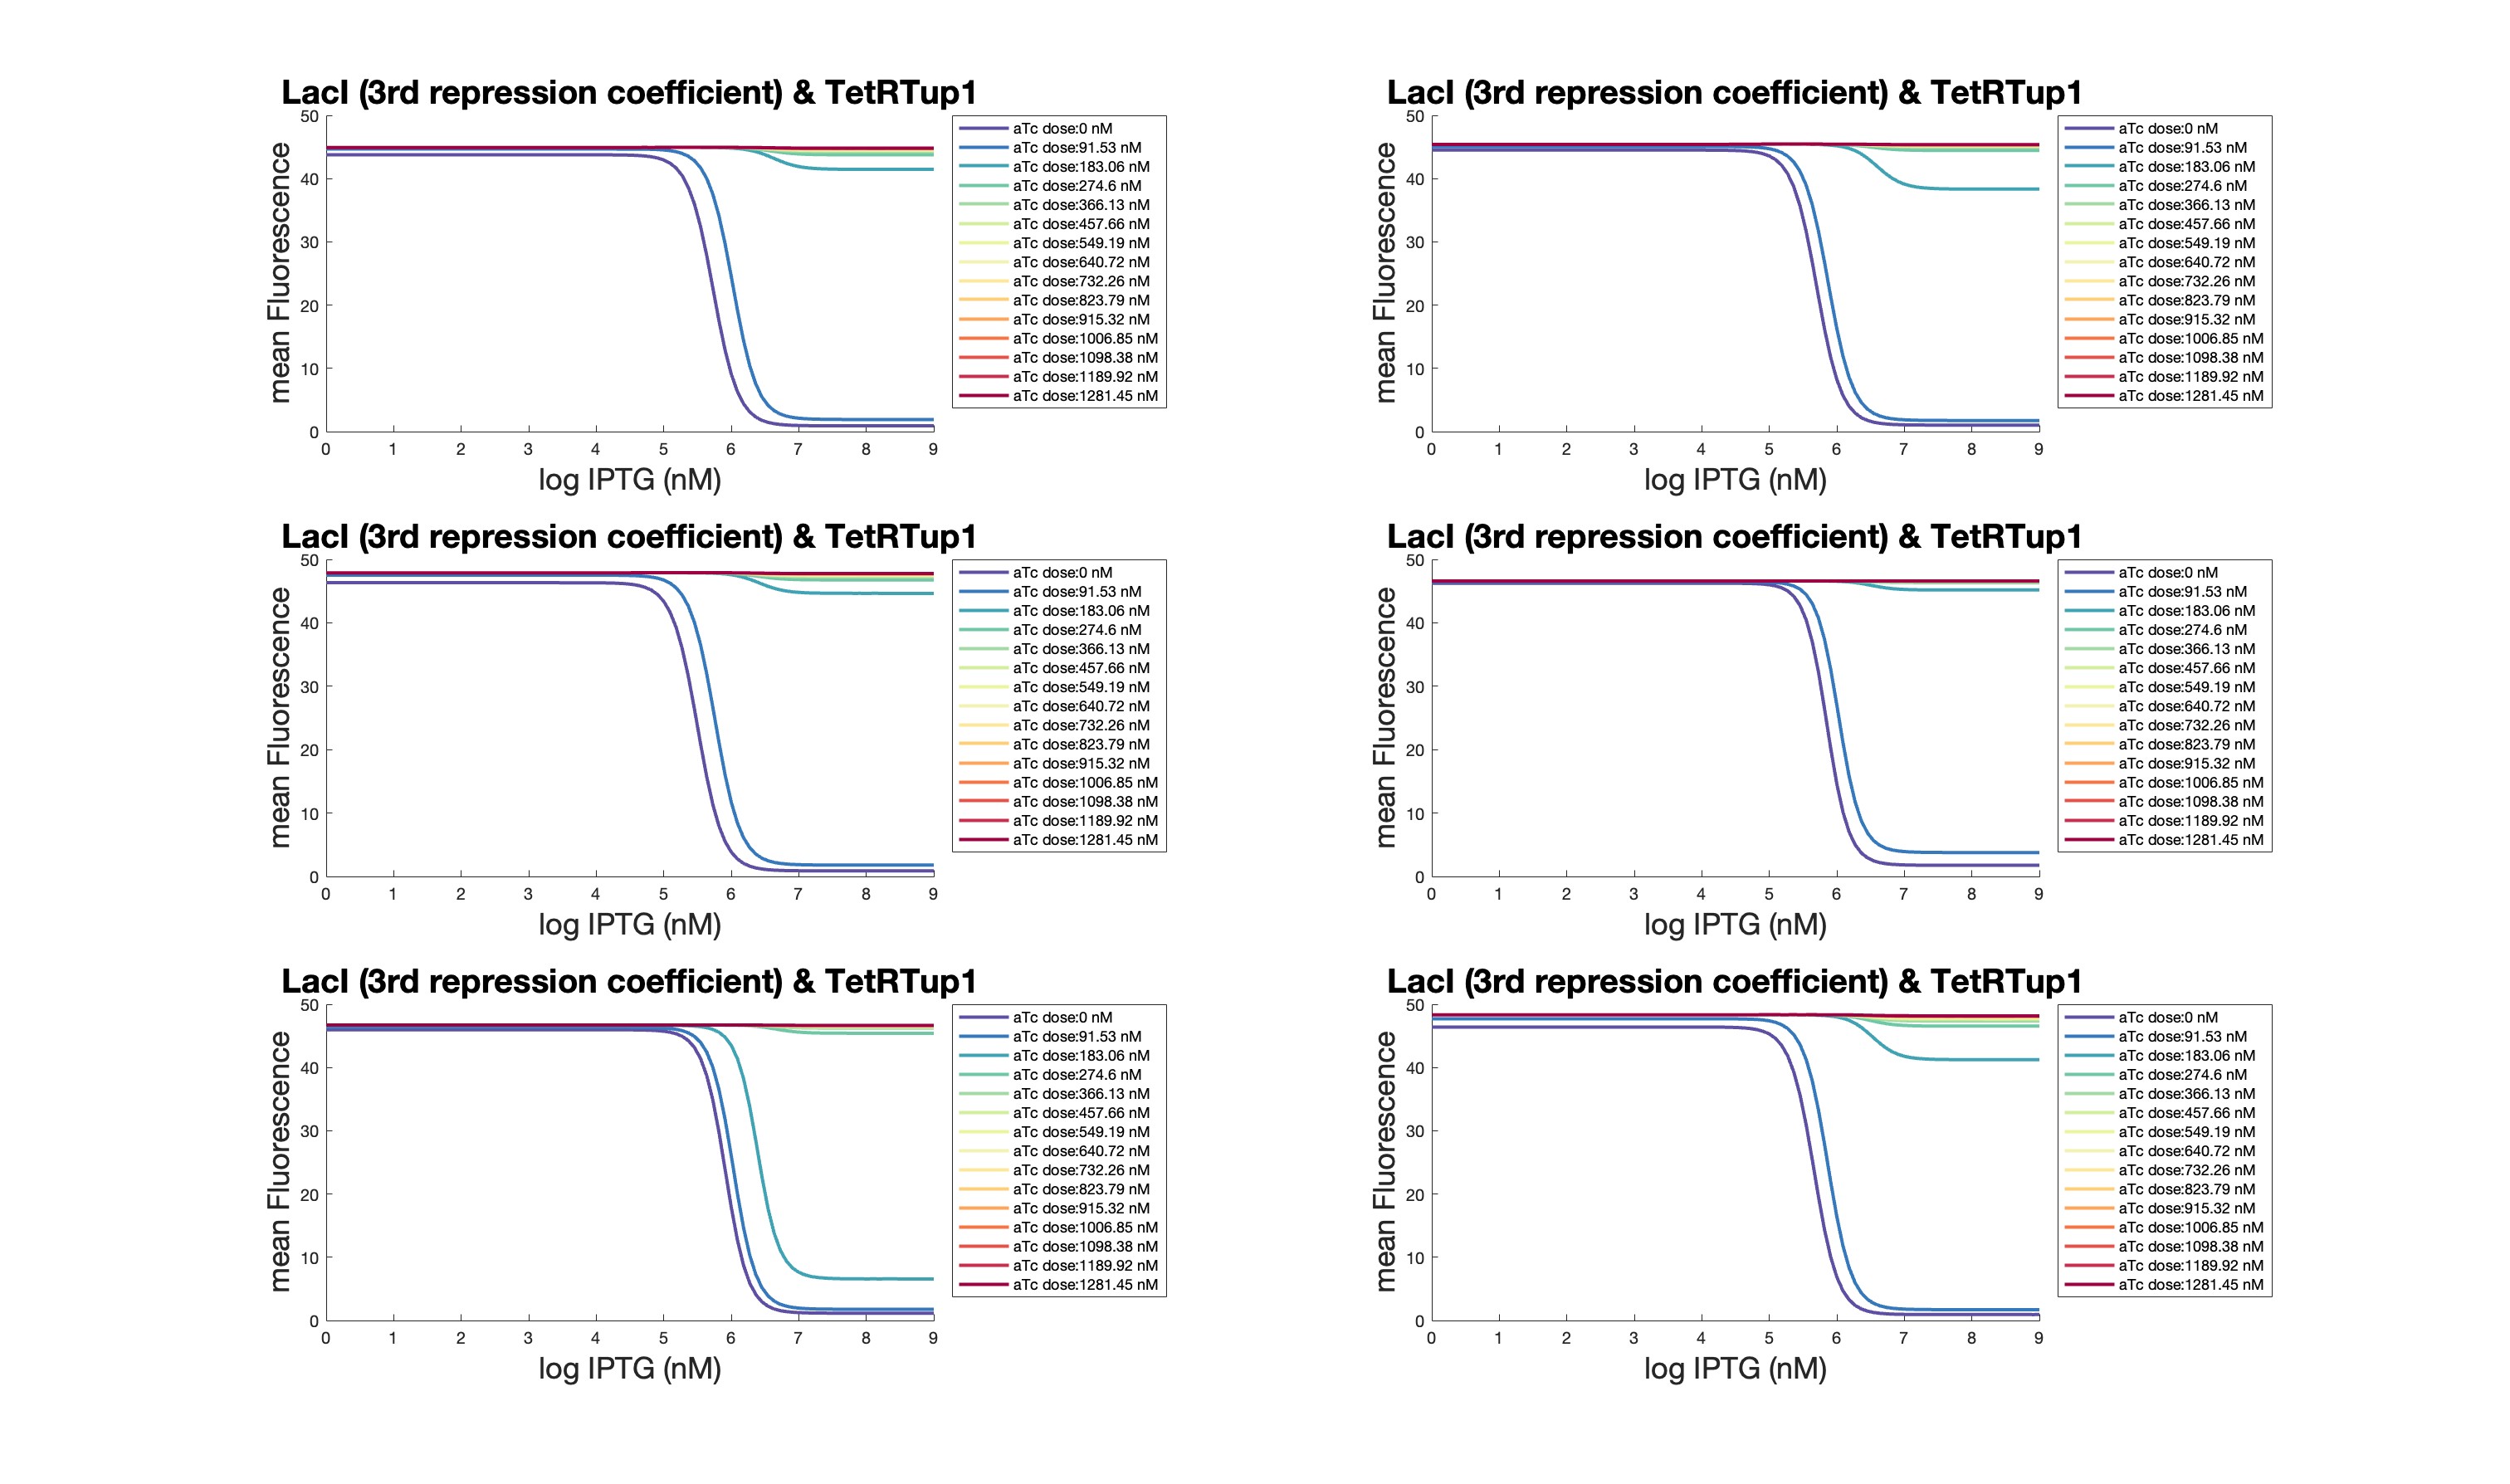 LacI (3rd repression coefficient) & TetRTup1
50
40
30
20
10
0
mean Fluorescence
0 1 2 3 4 5 6 7 8 9
log IPTG (nM)
aTc dose:0 nM
aTc dose:91.53 nM
aTc dose:183.06 nM
aTc dose:274.6 nM
aTc dose:366.13 nM
aTc dose:457.66 nM
aTc dose:549.19 nM
aTc dose:640.72 nM
aTc dose:732.26 nM
aTc dose:823.79 nM
aTc dose:915.32 nM
aTc dose:1006.85 nM
aTc dose:1098.38 nM
aTc dose:1189.92 nM
aTc dose:1281.45 nM
LacI (3rd repression coefficient) & TetRTup1
50
40
30
20
10
0
mean Fluorescence
0 1 2 3 4 5 6 7 8 9
log IPTG (nM)
aTc dose:0 nM
aTc dose:91.53 nM
aTc dose:183.06 nM
aTc dose:274.6 nM
aTc dose:366.13 nM
aTc dose:457.66 nM
aTc dose:549.19 nM
aTc dose:640.72 nM
aTc dose:732.26 nM
aTc dose:823.79 nM
aTc dose:915.32 nM
aTc dose:1006.85 nM
aTc dose:1098.38 nM
aTc dose:1189.92 nM
aTc dose:1281.45 nM
LacI (3rd repression coefficient) & TetRTup1
50
40
30
20
10
0
mean Fluorescence
0 1 2 3 4 5 6 7 8 9
log IPTG (nM)
aTc dose:0 nM
aTc dose:91.53 nM
aTc dose:183.06 nM
aTc dose:274.6 nM
aTc dose:366.13 nM
aTc dose:457.66 nM
aTc dose:549.19 nM
aTc dose:640.72 nM
aTc dose:732.26 nM
aTc dose:823.79 nM
aTc dose:915.32 nM
aTc dose:1006.85 nM
aTc dose:1098.38 nM
aTc dose:1189.92 nM
aTc dose:1281.45 nM
LacI (3rd repression coefficient) & TetRTup1
50
40
30
20
10
0
mean Fluorescence
0 1 2 3 4 5 6 7 8 9
log IPTG (nM)
aTc dose:0 nM
aTc dose:91.53 nM
aTc dose:183.06 nM
aTc dose:274.6 nM
aTc dose:366.13 nM
aTc dose:457.66 nM
aTc dose:549.19 nM
aTc dose:640.72 nM
aTc dose:732.26 nM
aTc dose:823.79 nM
aTc dose:915.32 nM
aTc dose:1006.85 nM
aTc dose:1098.38 nM
aTc dose:1189.92 nM
aTc dose:1281.45 nM
LacI (3rd repression coefficient) & TetRTup1
50
40
30
20
10
0
mean Fluorescence
0 1 2 3 4 5 6 7 8 9
log IPTG (nM)
aTc dose:0 nM
aTc dose:91.53 nM
aTc dose:183.06 nM
aTc dose:274.6 nM
aTc dose:366.13 nM
aTc dose:457.66 nM
aTc dose:549.19 nM
aTc dose:640.72 nM
aTc dose:732.26 nM
aTc dose:823.79 nM
aTc dose:915.32 nM
aTc dose:1006.85 nM
aTc dose:1098.38 nM
aTc dose:1189.92 nM
aTc dose:1281.45 nM
LacI (3rd repression coefficient) & TetRTup1
50
40
30
20
10
0
mean Fluorescence
0 1 2 3 4 5 6 7 8 9
log IPTG (nM)
aTc dose:0 nM
aTc dose:91.53 nM
aTc dose:183.06 nM
aTc dose:274.6 nM
aTc dose:366.13 nM
aTc dose:457.66 nM
aTc dose:549.19 nM
aTc dose:640.72 nM
aTc dose:732.26 nM
aTc dose:823.79 nM
aTc dose:915.32 nM
aTc dose:1006.85 nM
aTc dose:1098.38 nM
aTc dose:1189.92 nM
aTc dose:1281.45 nM